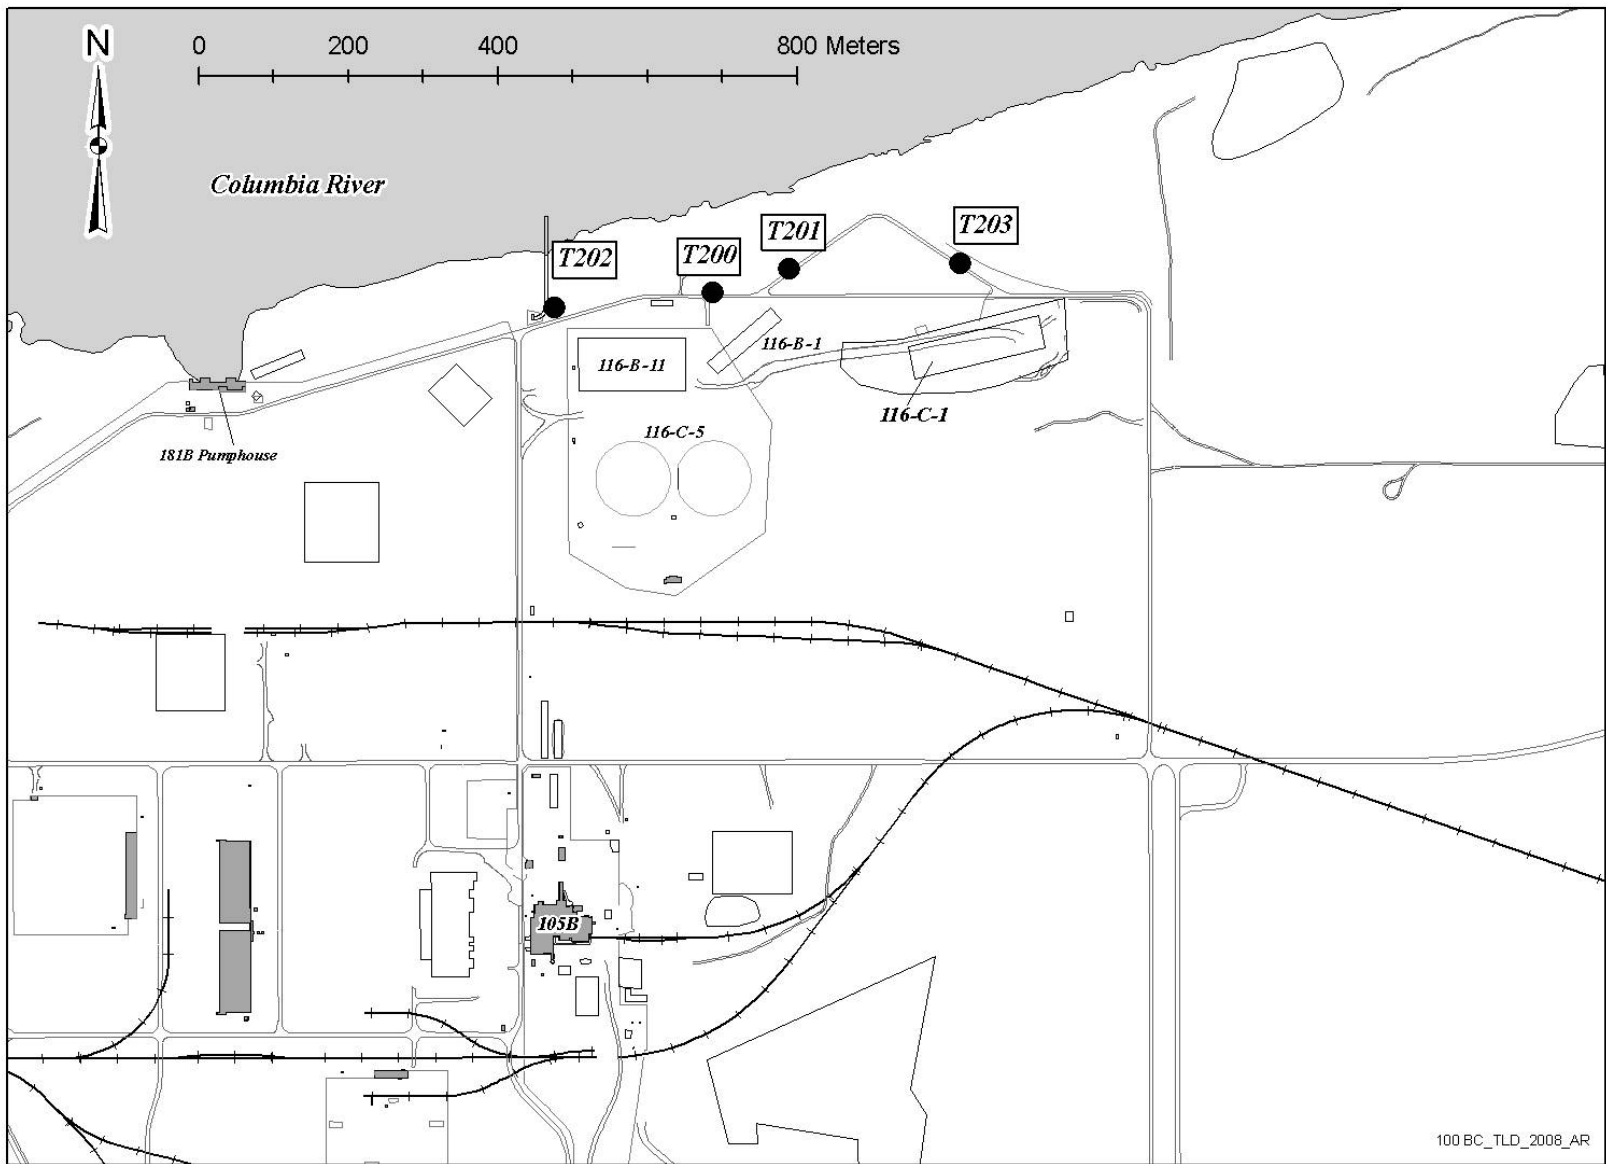 N
0 200 400 800 Meters
Columbia River
T202
T200
T201
T203
116-B-11
116-B-1
116-C-1
116-C-5
181B Pumphouse
105B
100 BC_TLD_2008_AR